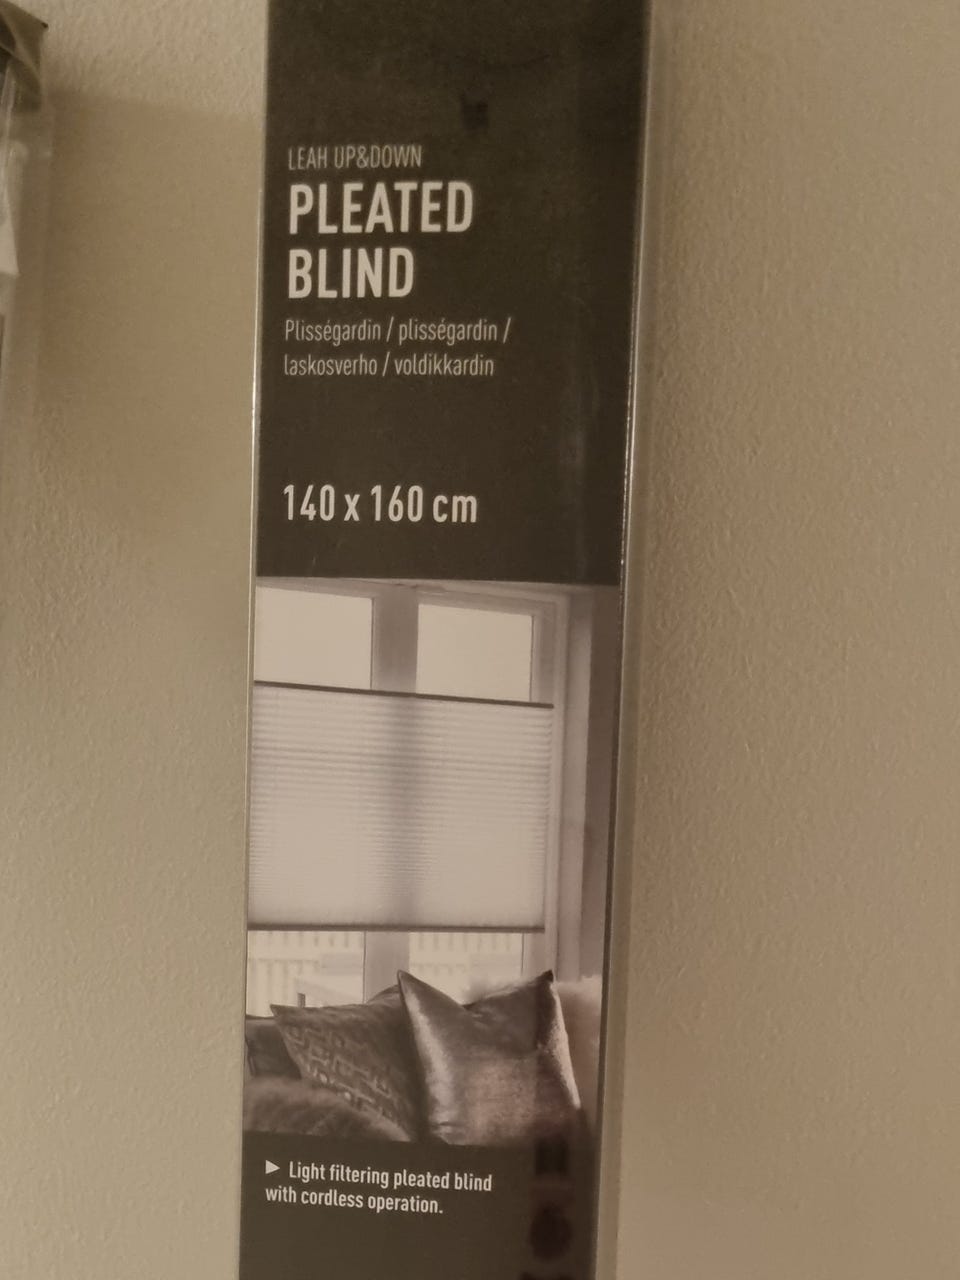 LEAH UP&DOWN
PLEATED
BLIND
Plisségardin / plisségardin /
laskosverho / voldikkardin
140 x 160 cm
► Light filtering pleated blind
with cordless operation.